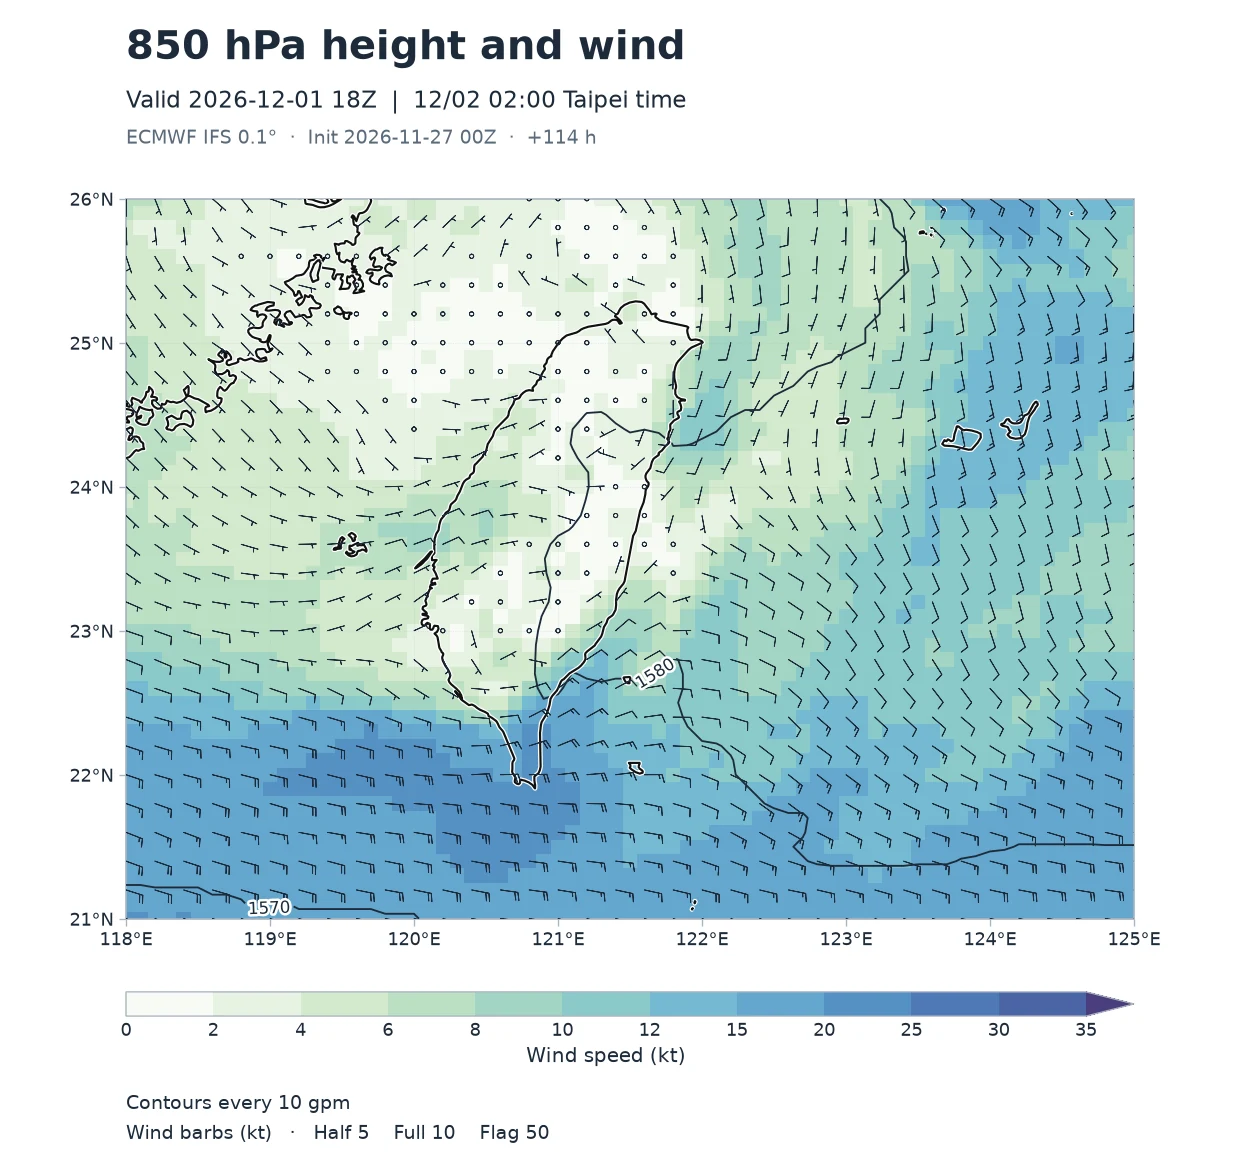 850 hPa height and wind
Valid 2026-12-01 18Z | 12/02 02:00 Taipei time
ECMWF IFS 0.1° · Init 2026-11-27 00Z · +114 h
26°N
25°N
24°N
23°N
22°N
21°N
1580
1570
118°E 119°E 120°E 121°E 122°E 123°E 124°E 125°E
0 2 4 6 8 10 12 15 20 25 30 35
Wind speed (kt)
Contours every 10 gpm
Wind barbs (kt) · Half 5 Full 10 Flag 50